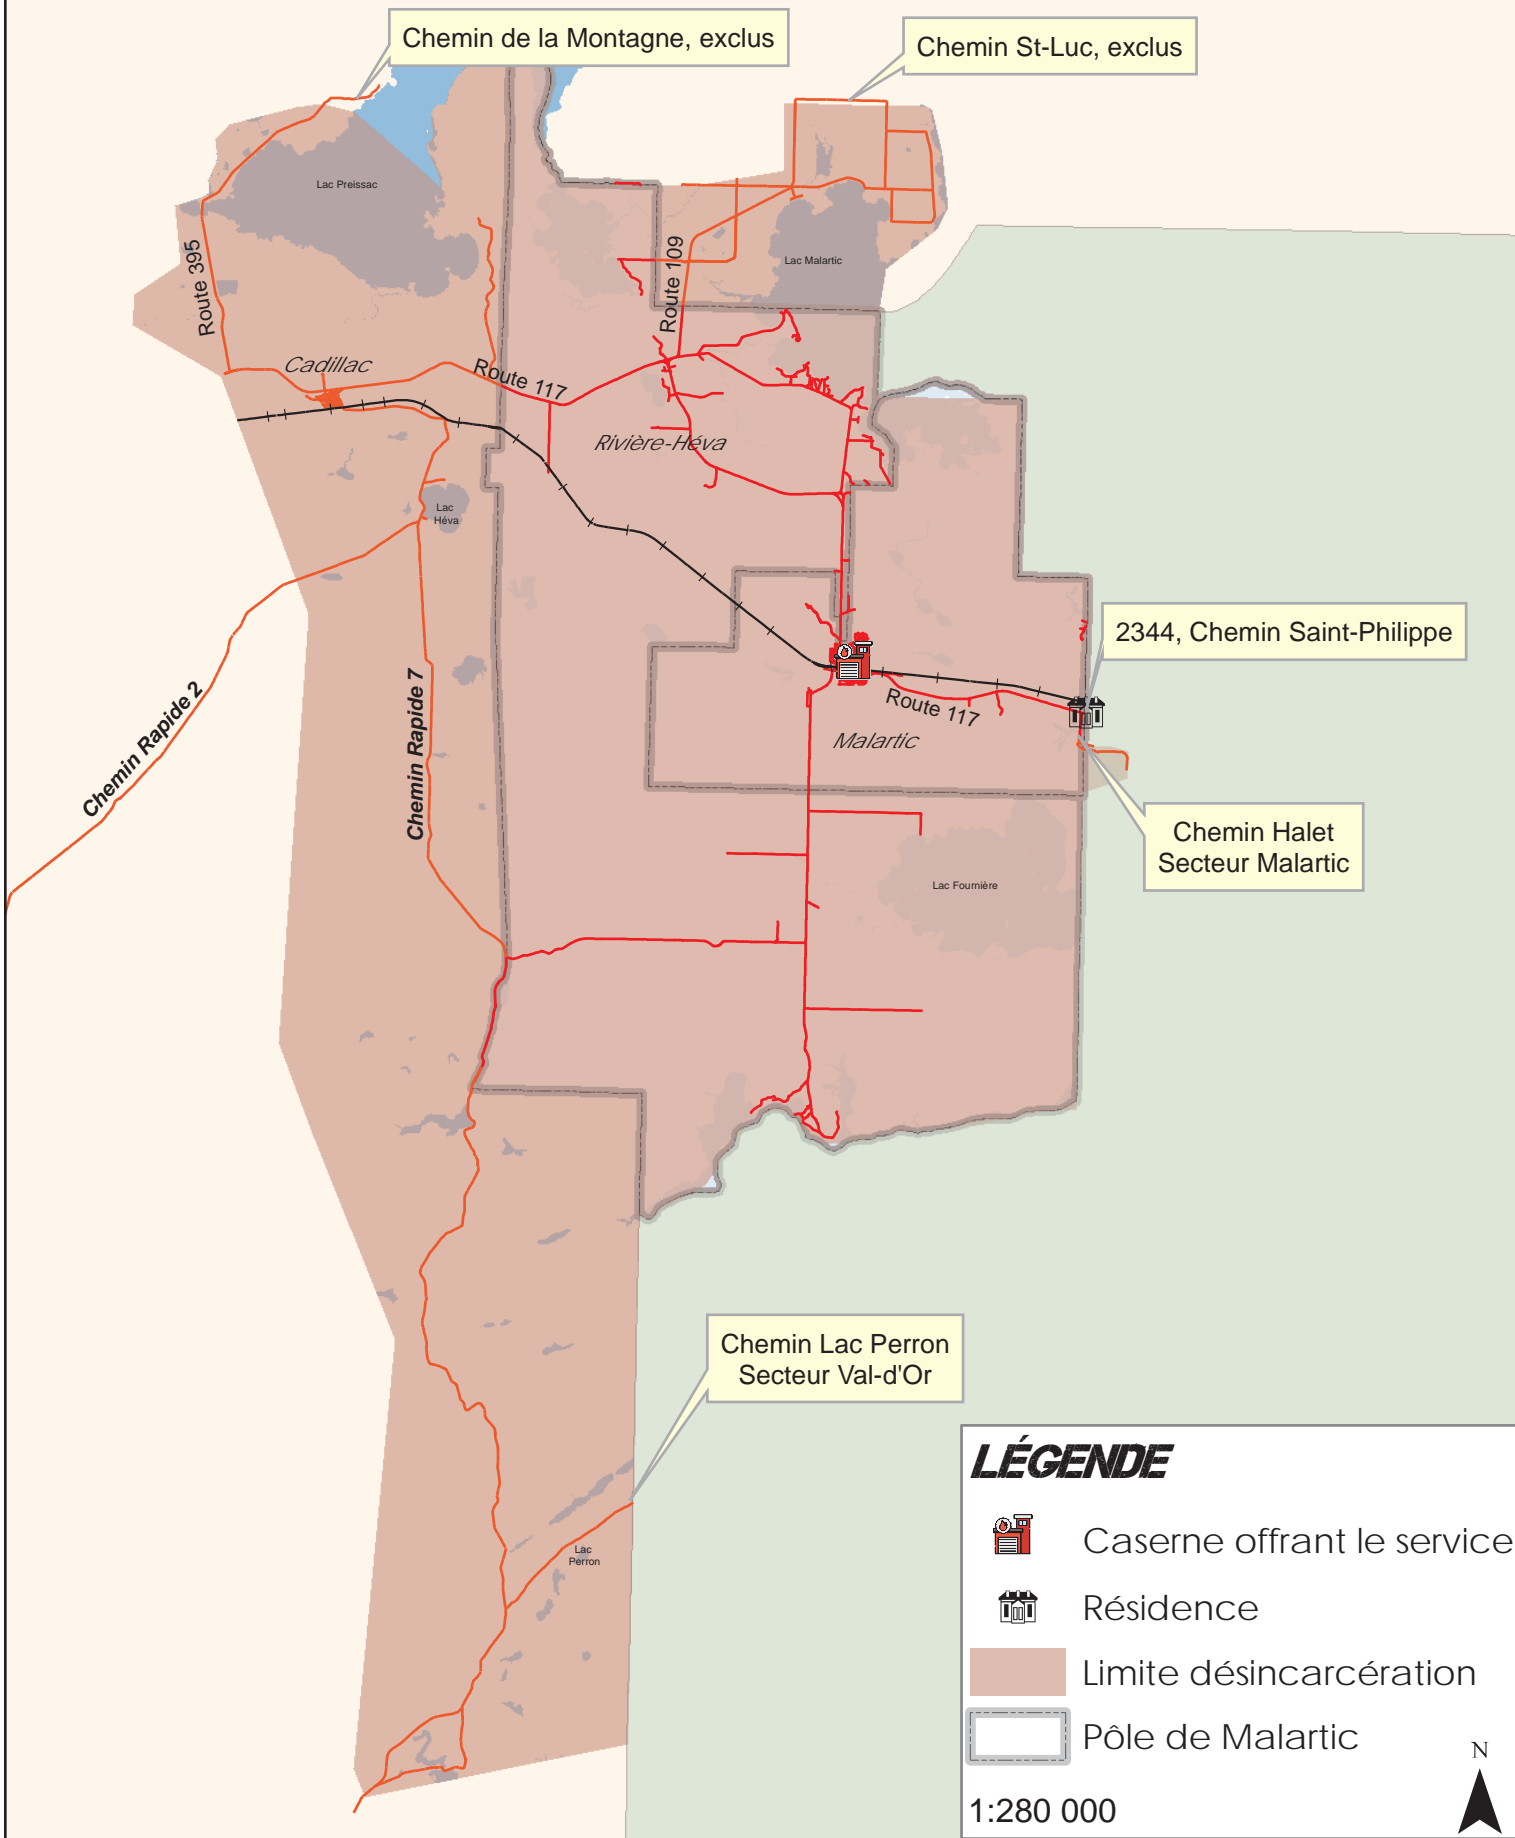 Chemin de la Montagne, exclus
Chemin St-Luc, exclus
Lac Preissac
Route 395
Route 109
Lac Malartic
Cadillac
Route 117
Rivière-Héva
Lac
Héva
2344, Chemin Saint-Philippe
Chemin Rapide 2
Chemin Rapide 7
Route 117
Malartic
Chemin Halet
Secteur Malartic
Lac Fournière
Chemin Lac Perron
Secteur Val-d'Or
Lac
Perron
LÉGENDE
Caserne offrant le service
Résidence
Limite désincarcération
Pôle de Malartic
N
1:280 000